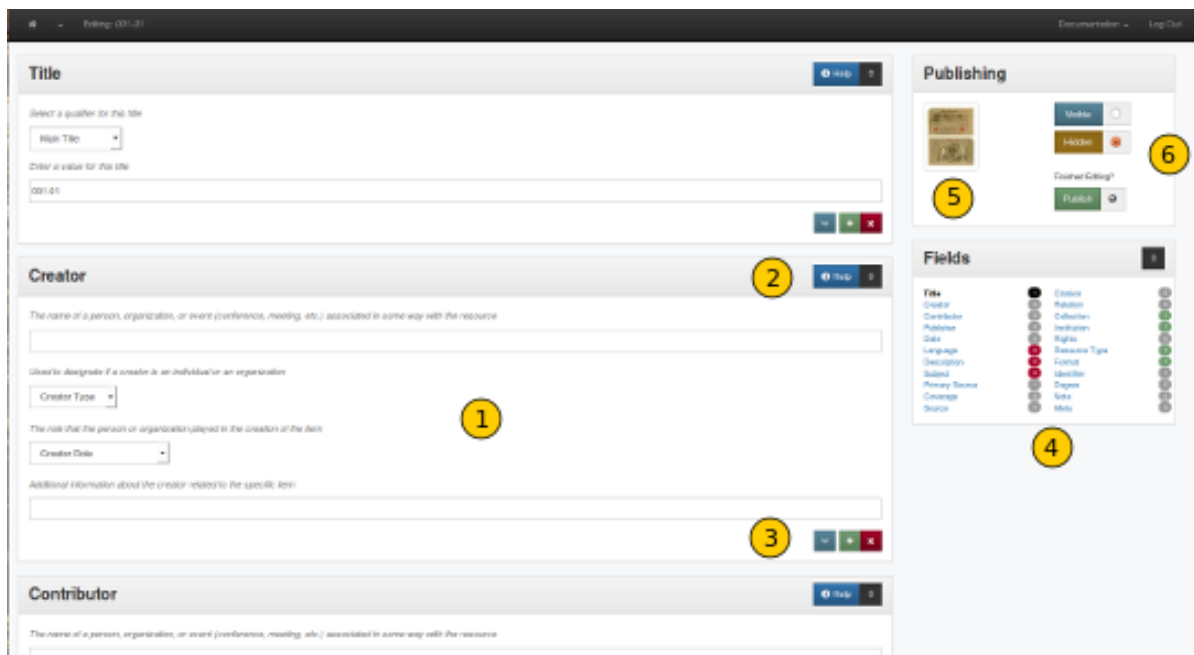 Editing: 001-01
Documentation
Log Out
Title
Help
Select a qualifier for this title
Main Title
Enter a value for this title
001-01
Creator
2
Help
The name of a person, organization, or event (conference, meeting, etc.) associated in some way with the resource
Used to designate if a creator is an individual or an organization
Creator Type
1
The role that the person or organization played in the creation of the item
Creator Role
Additional information about the creator related to the specific item
3
Contributor
Help
The name of a person, organization, or event (conference, meeting, etc.) associated in some way with the resource
Publishing
Visible
Hidden
6
5
Finished Editing?
Publish
Fields
Title
Creator
Contributor
Publisher
Date
Language
Description
Subject
Primary Source
Coverage
Source
Citation
Relation
Collection
Institution
Rights
Resource Type
Format
Identifier
Degree
Note
Meta
4